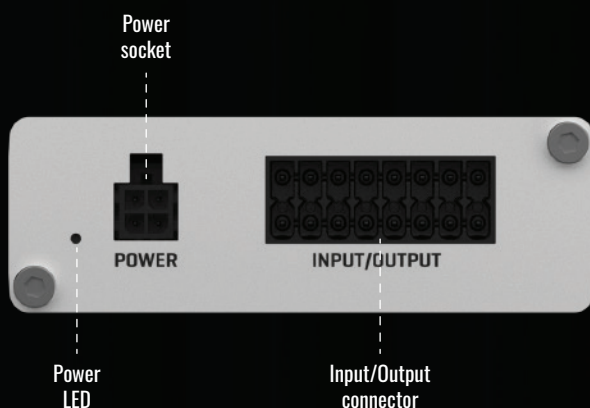 Power
socket
POWER
INPUT/OUTPUT
Power
LED
Input/Output
connector